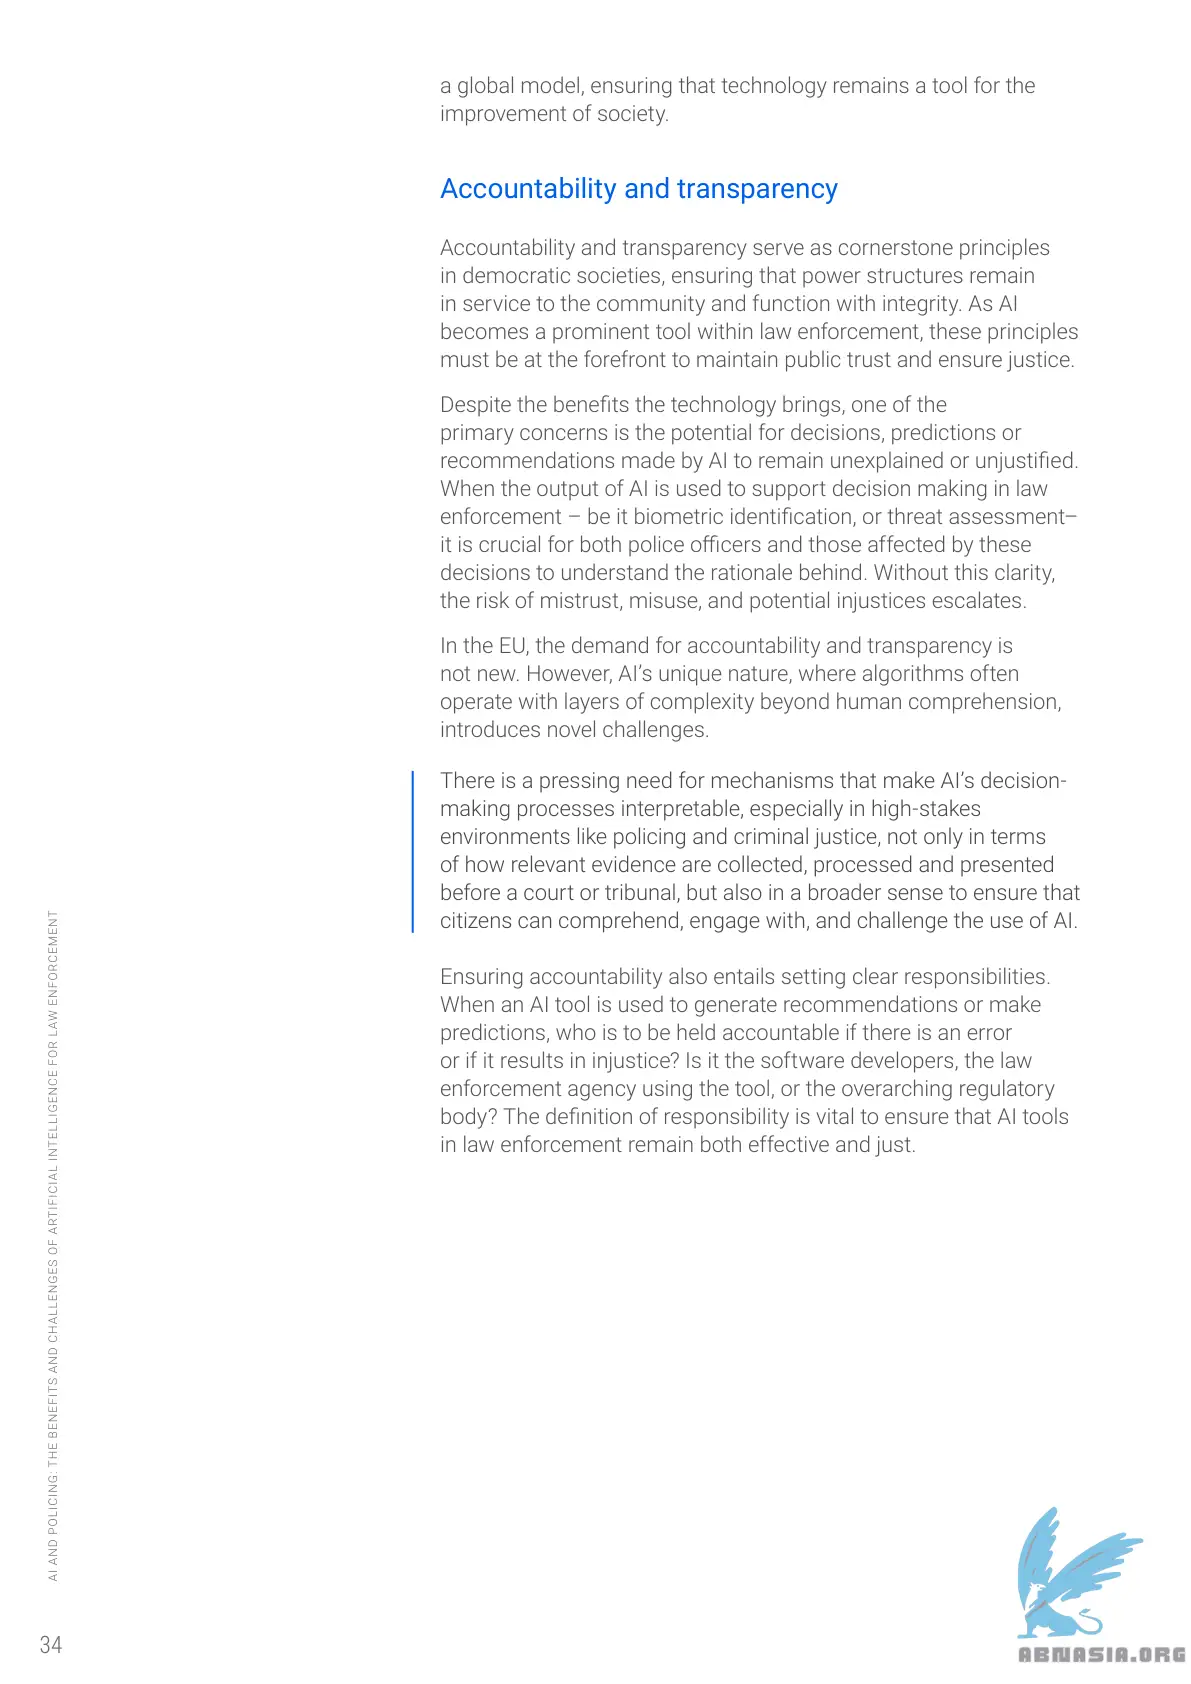 a global model, ensuring that technology remains a tool for the
improvement of society.
Accountability and transparency
Accountability and transparency serve as cornerstone principles
in democratic societies, ensuring that power structures remain
in service to the community and function with integrity. As AI
becomes a prominent tool within law enforcement, these principles
must be at the forefront to maintain public trust and ensure justice.
Despite the benefits the technology brings, one of the
primary concerns is the potential for decisions, predictions or
recommendations made by AI to remain unexplained or unjustified.
When the output of AI is used to support decision making in law
enforcement – be it biometric identification, or threat assessment–
it is crucial for both police officers and those affected by these
decisions to understand the rationale behind. Without this clarity,
the risk of mistrust, misuse, and potential injustices escalates.
In the EU, the demand for accountability and transparency is
not new. However, AI’s unique nature, where algorithms often
operate with layers of complexity beyond human comprehension,
introduces novel challenges.
There is a pressing need for mechanisms that make AI’s decision-
making processes interpretable, especially in high-stakes
environments like policing and criminal justice, not only in terms
of how relevant evidence are collected, processed and presented
before a court or tribunal, but also in a broader sense to ensure that
citizens can comprehend, engage with, and challenge the use of AI.
Ensuring accountability also entails setting clear responsibilities.
When an AI tool is used to generate recommendations or make
predictions, who is to be held accountable if there is an error
or if it results in injustice? Is it the software developers, the law
enforcement agency using the tool, or the overarching regulatory
body? The definition of responsibility is vital to ensure that AI tools
in law enforcement remain both effective and just.
AI AND POLICING: THE BENEFITS AND CHALLENGES OF ARTIFICIAL INTELLIGENCE FOR LAW ENFORCEMENT
34
ABNASIA.ORG